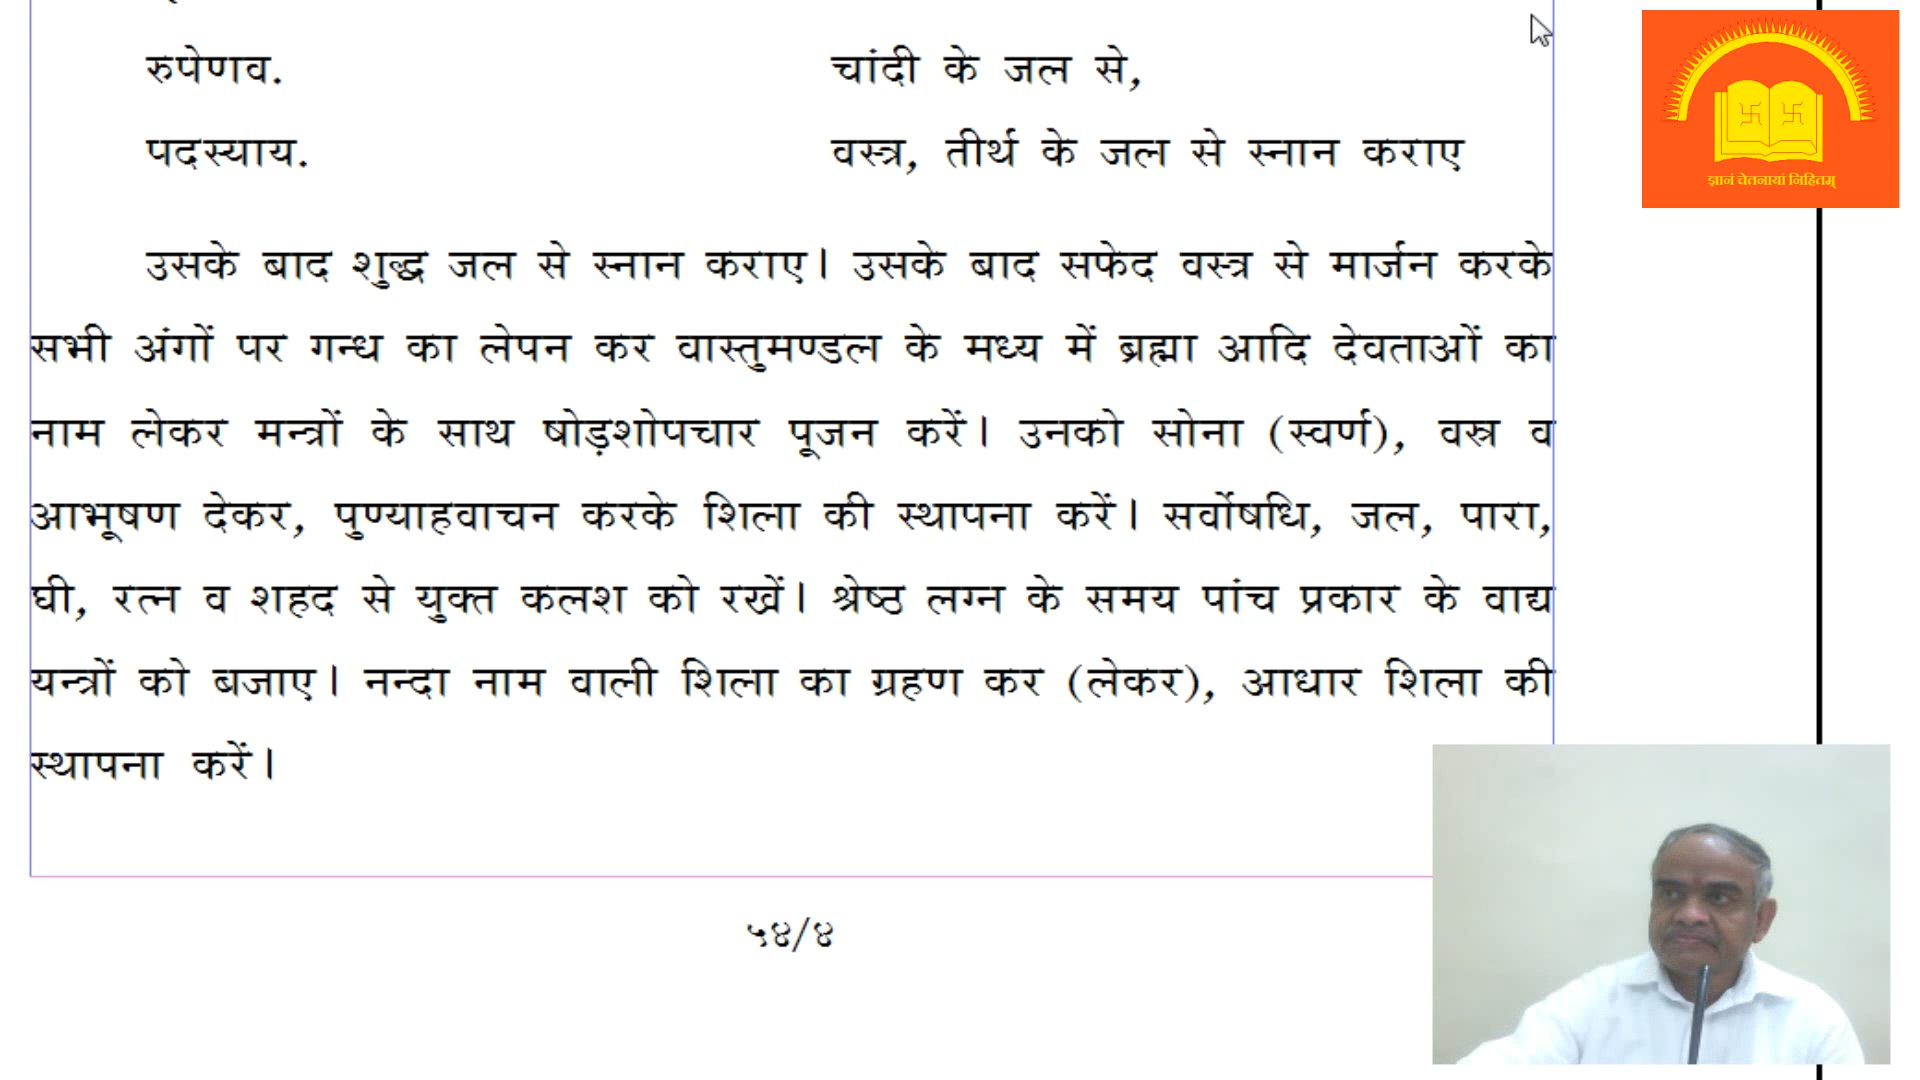 रुपेणव. चांदी के जल से,
पदस्याय. वस्त्र, तीर्थ के जल से स्नान कराए
उसके बाद शुद्ध जल से स्नान कराए। उसके बाद सफेद वस्त्र से मार्जन करके
सभी अंगों पर गन्ध का लेपन कर वास्तुमण्डल के मध्य में ब्रह्मा आदि देवताओं का
नाम लेकर मन्त्रों के साथ षोड़शोपचार पूजन करें। उनको सोना (स्वर्ण), वस्र व
आभूषण देकर, पुण्याहवाचन करके शिला की स्थापना करें। सर्वोषधि, जल, पारा,
घी, रत्न व शहद से युक्त कलश को रखें। श्रेष्ठ लग्न के समय पांच प्रकार के वाद्य
यन्त्रों को बजाए। नन्दा नाम वाली शिला का ग्रहण कर (लेकर), आधार शिला की
स्थापना करें।
५४/४
ज्ञानं चेतनायां निहितम्